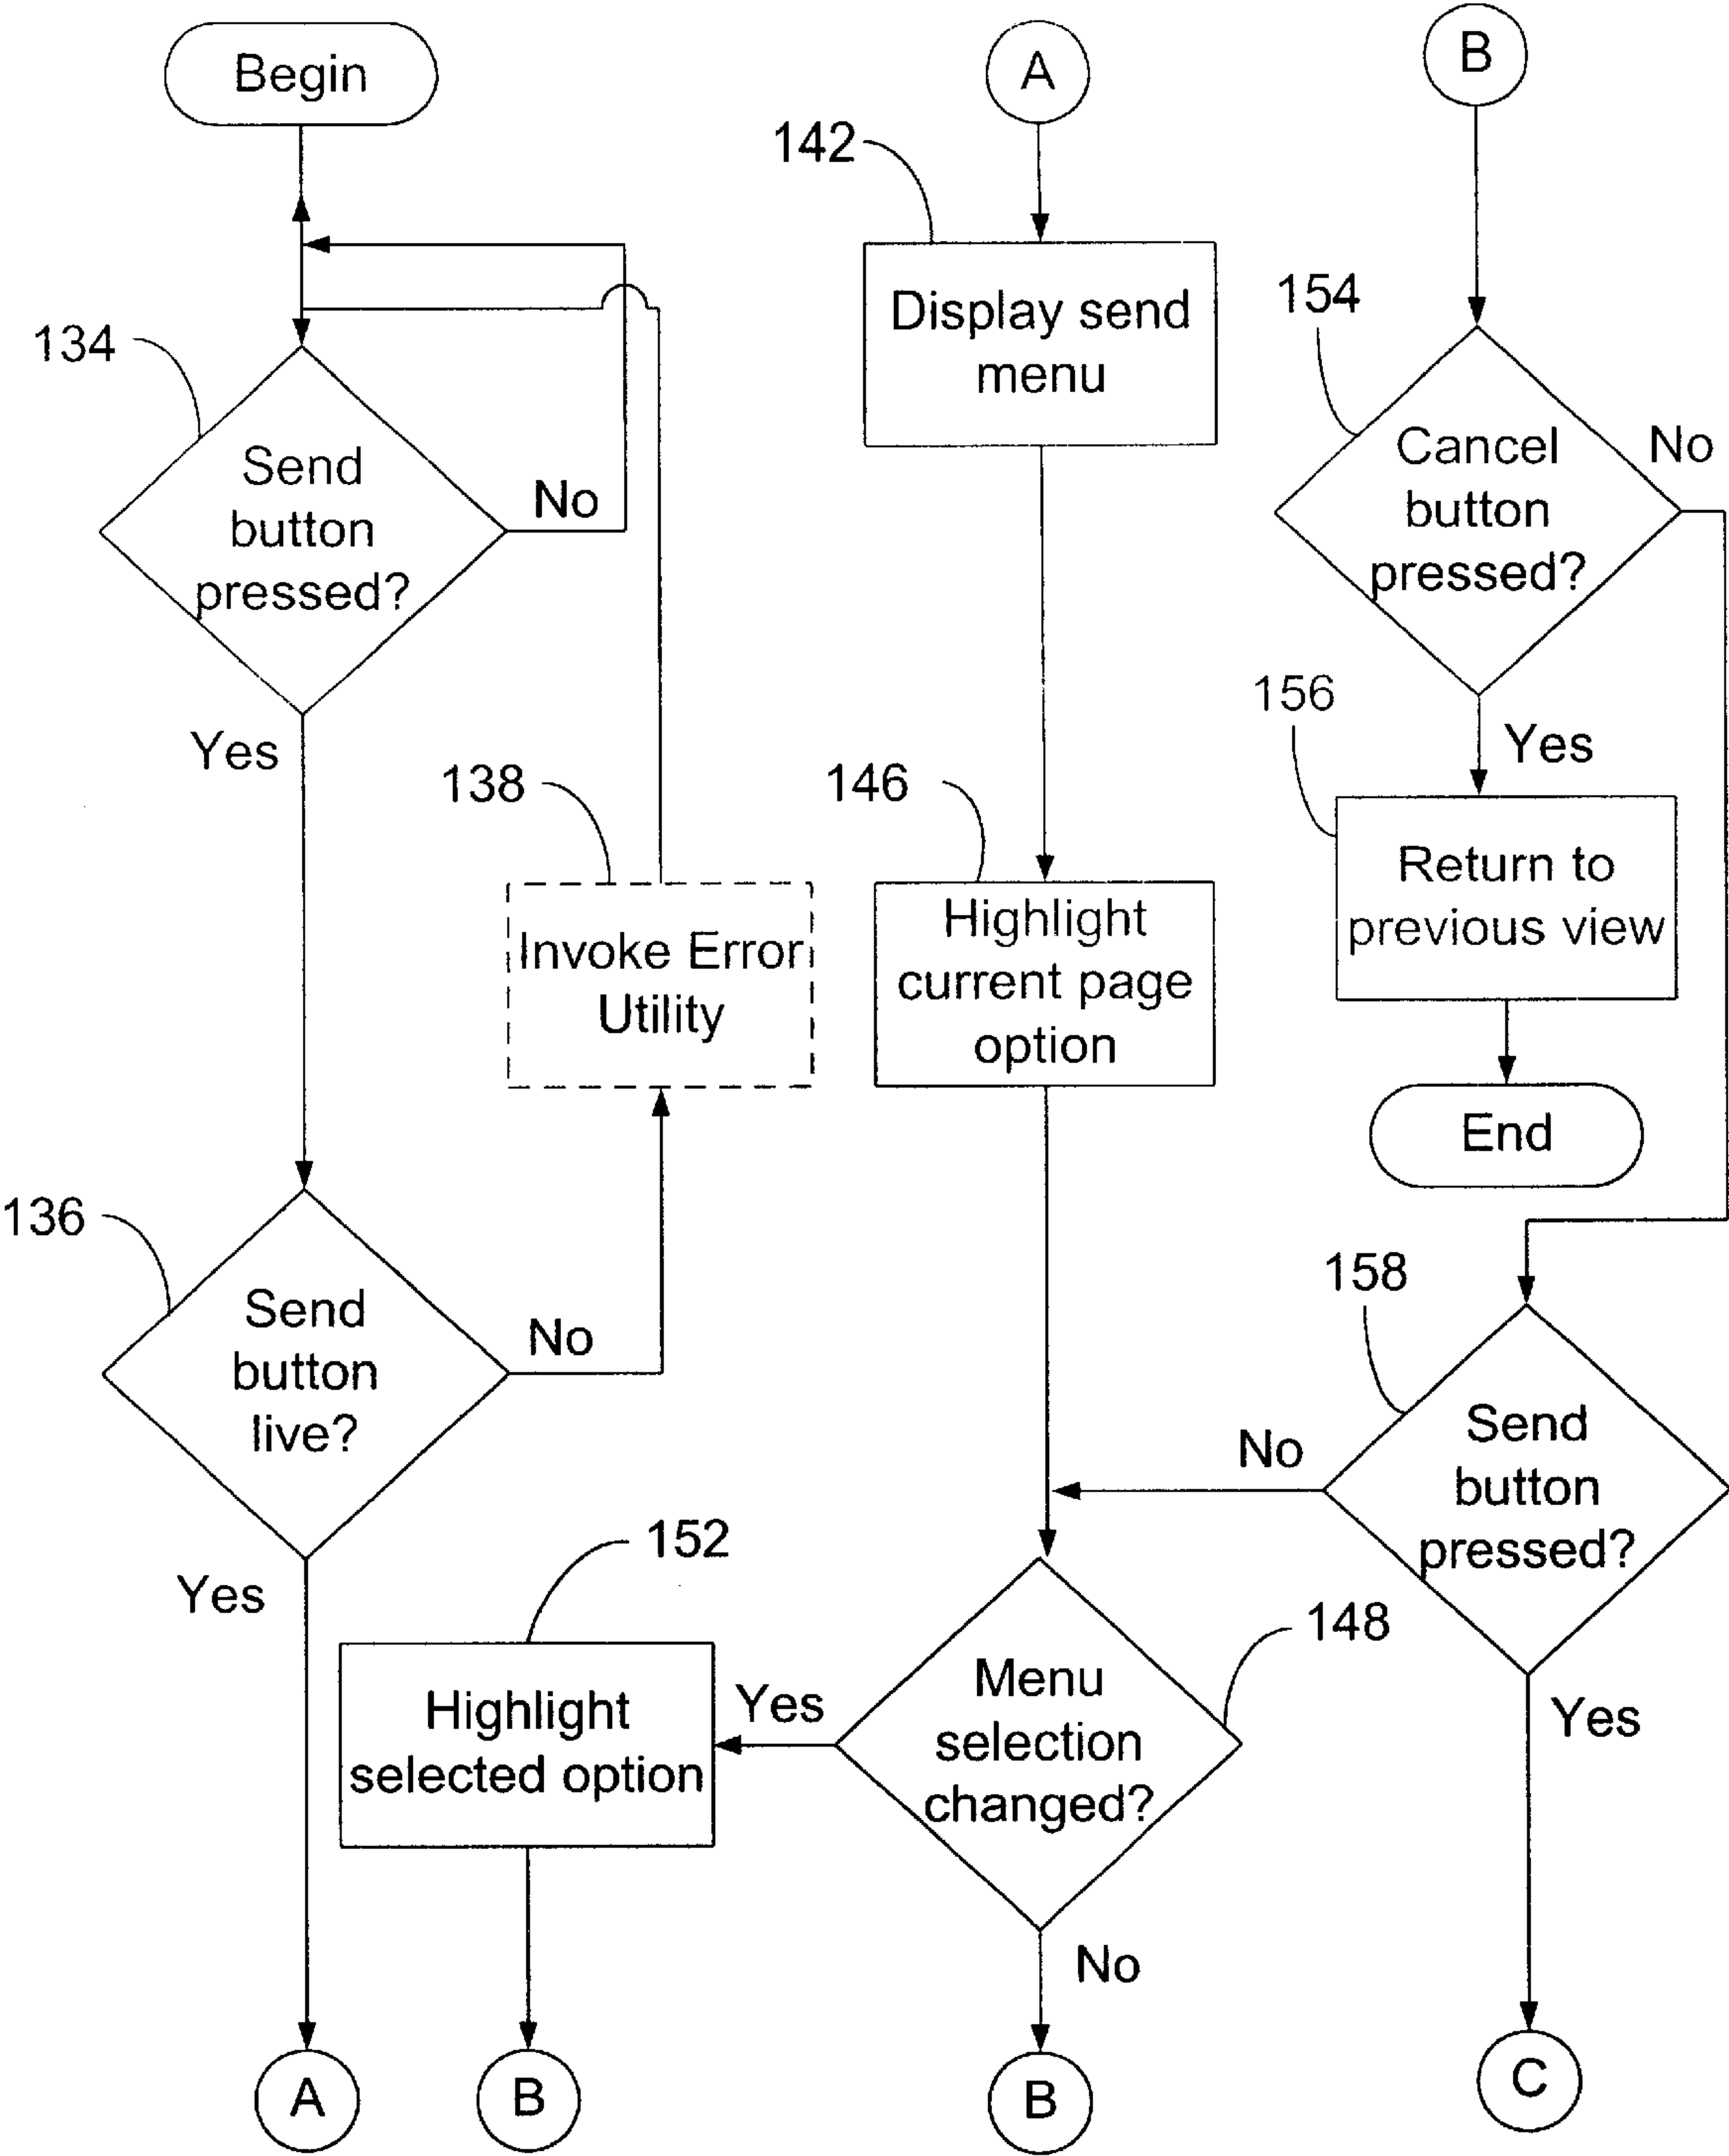 Begin
134
Send
button
pressed?
No
Yes
138
Invoke Error
Utility
136
Send
button
live?
No
Yes
A
A
142
Display send
menu
146
Highlight
current page
option
148
Menu
selection
changed?
Yes
152
Highlight
selected option
B
No
B
B
154
Cancel
button
pressed?
No
Yes
156
Return to
previous view
End
158
Send
button
pressed?
No
Yes
C